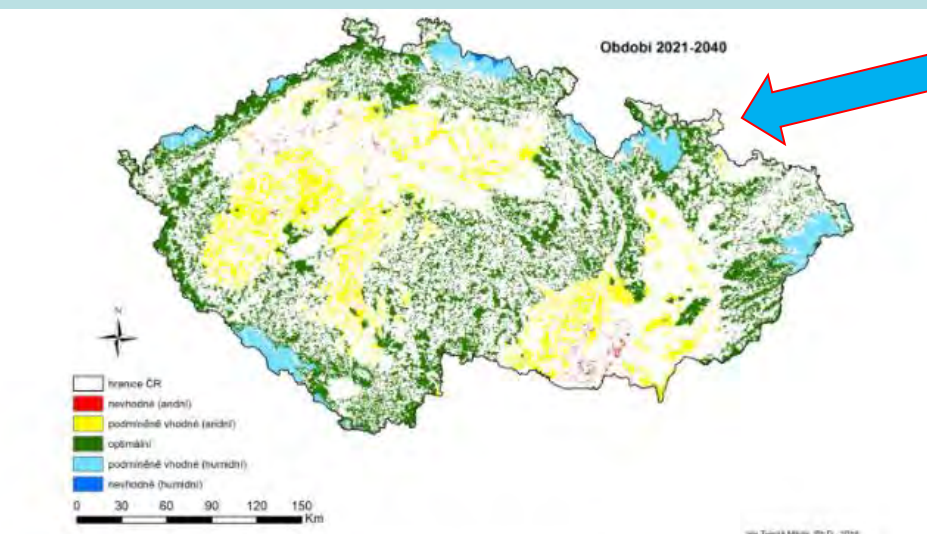 Období 2021-2040
N
hranice ČR
nevhodné (aridní)
podmíněně vhodné (aridní)
optimální
podmíněně vhodné (humidní)
nevhodné (humidní)
0 30 60 90 120 150
Km